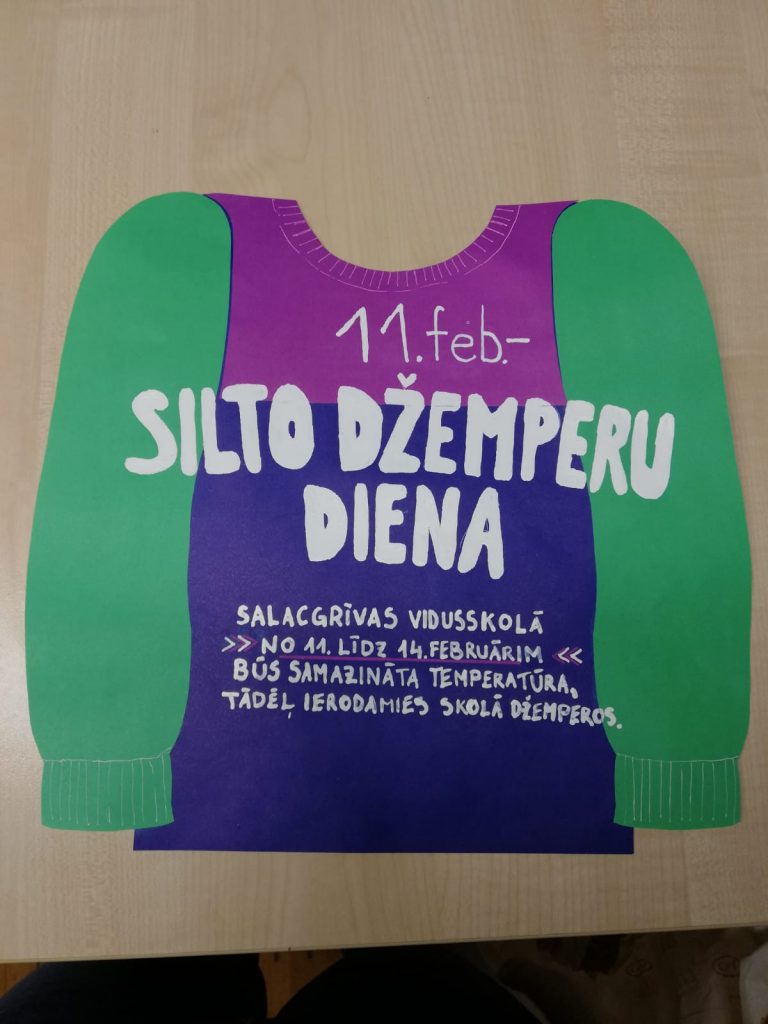 11.feb.-
SILTO DŽEMPERU
DIENA
SALACGRĪVAS VIDUSSKOLĀ
>> NO 11. LĪDZ 14.FEBRUĀRIM <<
BŪS SAMAZINĀTA TEMPERATŪRA,
TĀDĒĻ IERODAMIES SKOLĀ DŽEMPEROS.